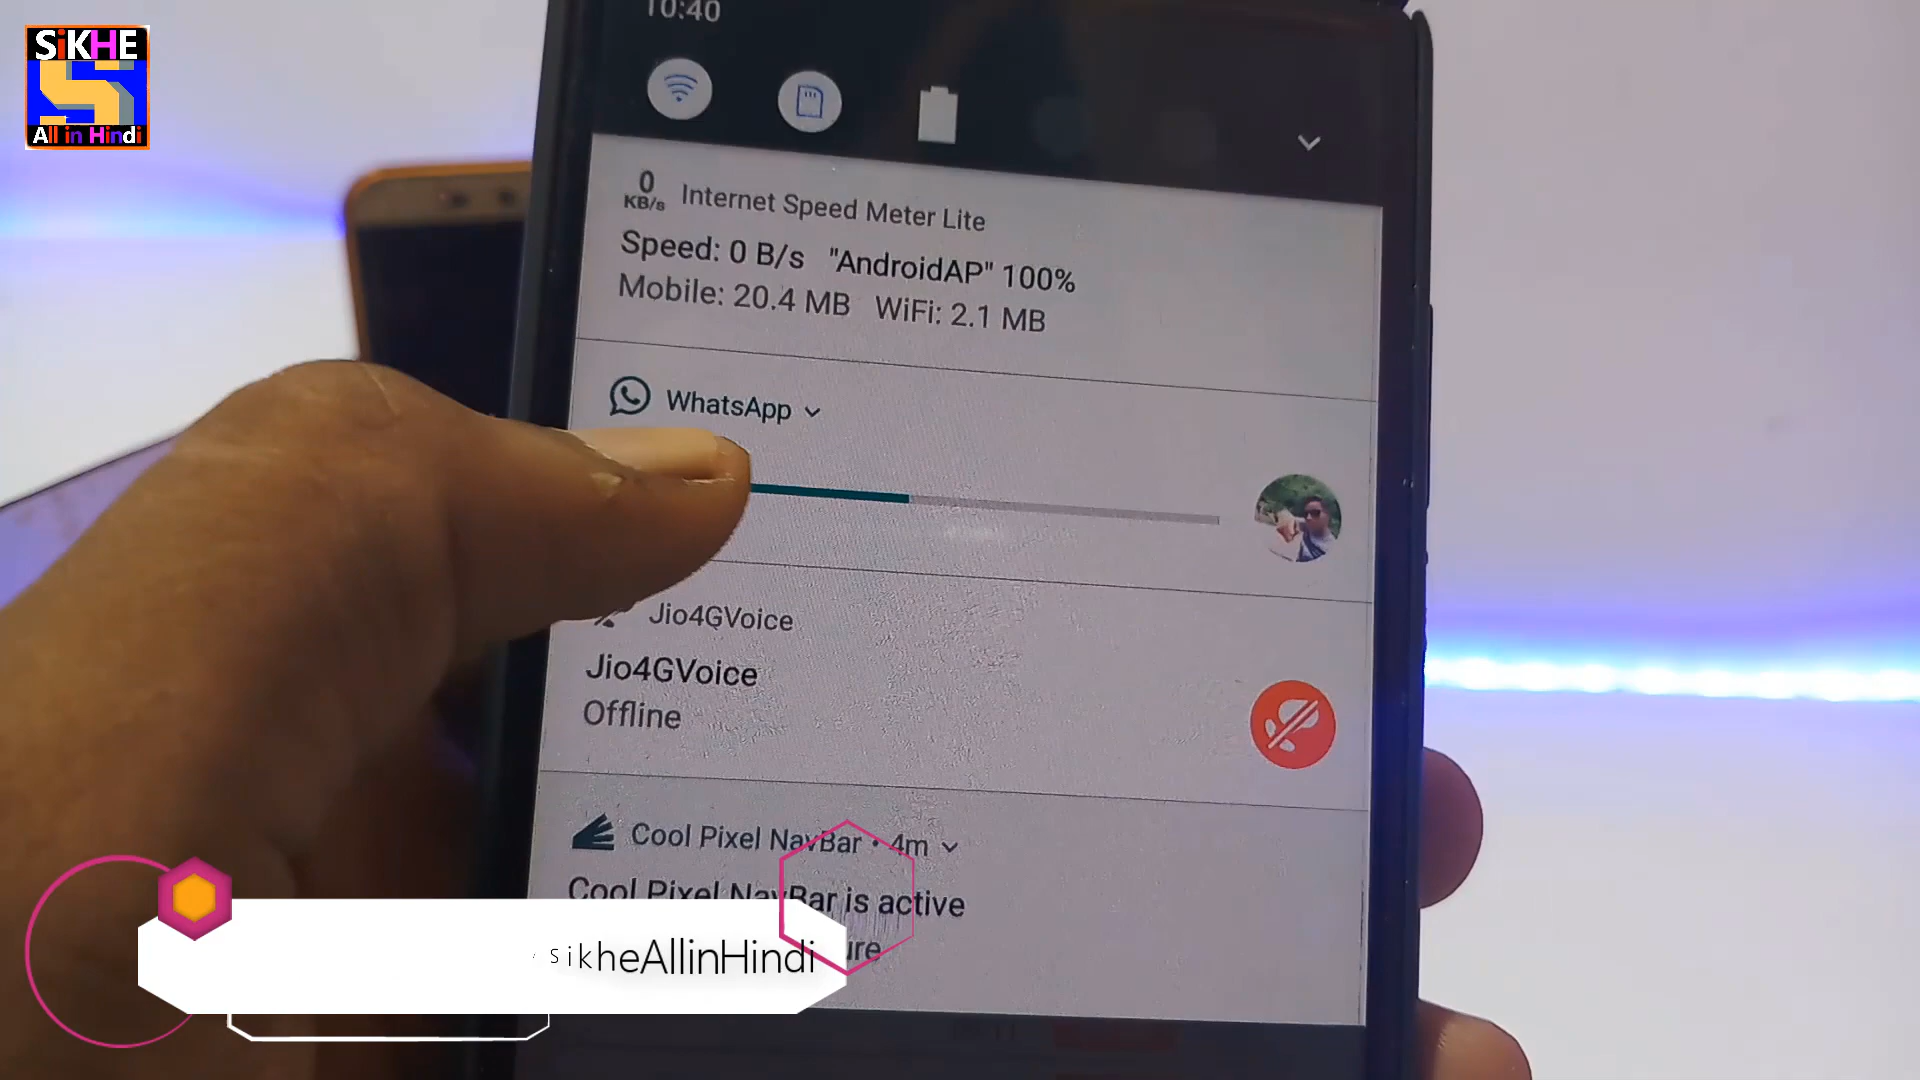 10:40
SiKHE
All in Hindi
0
KB/s
Internet Speed Meter Lite
Speed: 0 B/s "AndroidAP" 100%
Mobile: 20.4 MB WiFi: 2.1 MB
WhatsApp
Jio4GVoice
Jio4GVoice
Offline
Cool Pixel NavBar • 4m
Cool Pixel NavBar is active
SikheAllinHindi